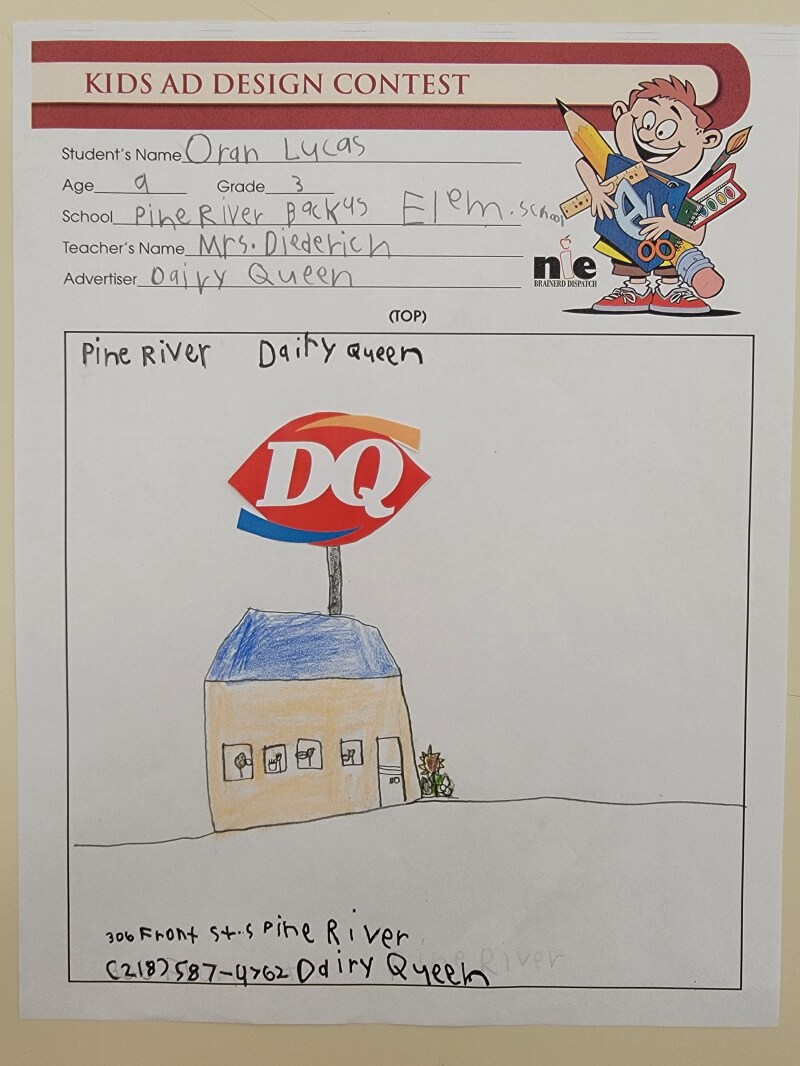 KIDS AD DESIGN CONTEST
Student's Name Oran Lucas
Age 9 Grade 3
School Pine River Backus Elem. School
Teacher's Name Mrs. Diederich
Advertiser Dairy Queen
nie
BRAINERD DISPATCH
(TOP)
Pine River Dairy Queen
DQ
306 Front St. S Pine River
(218) 587-4762 Dairy Queen